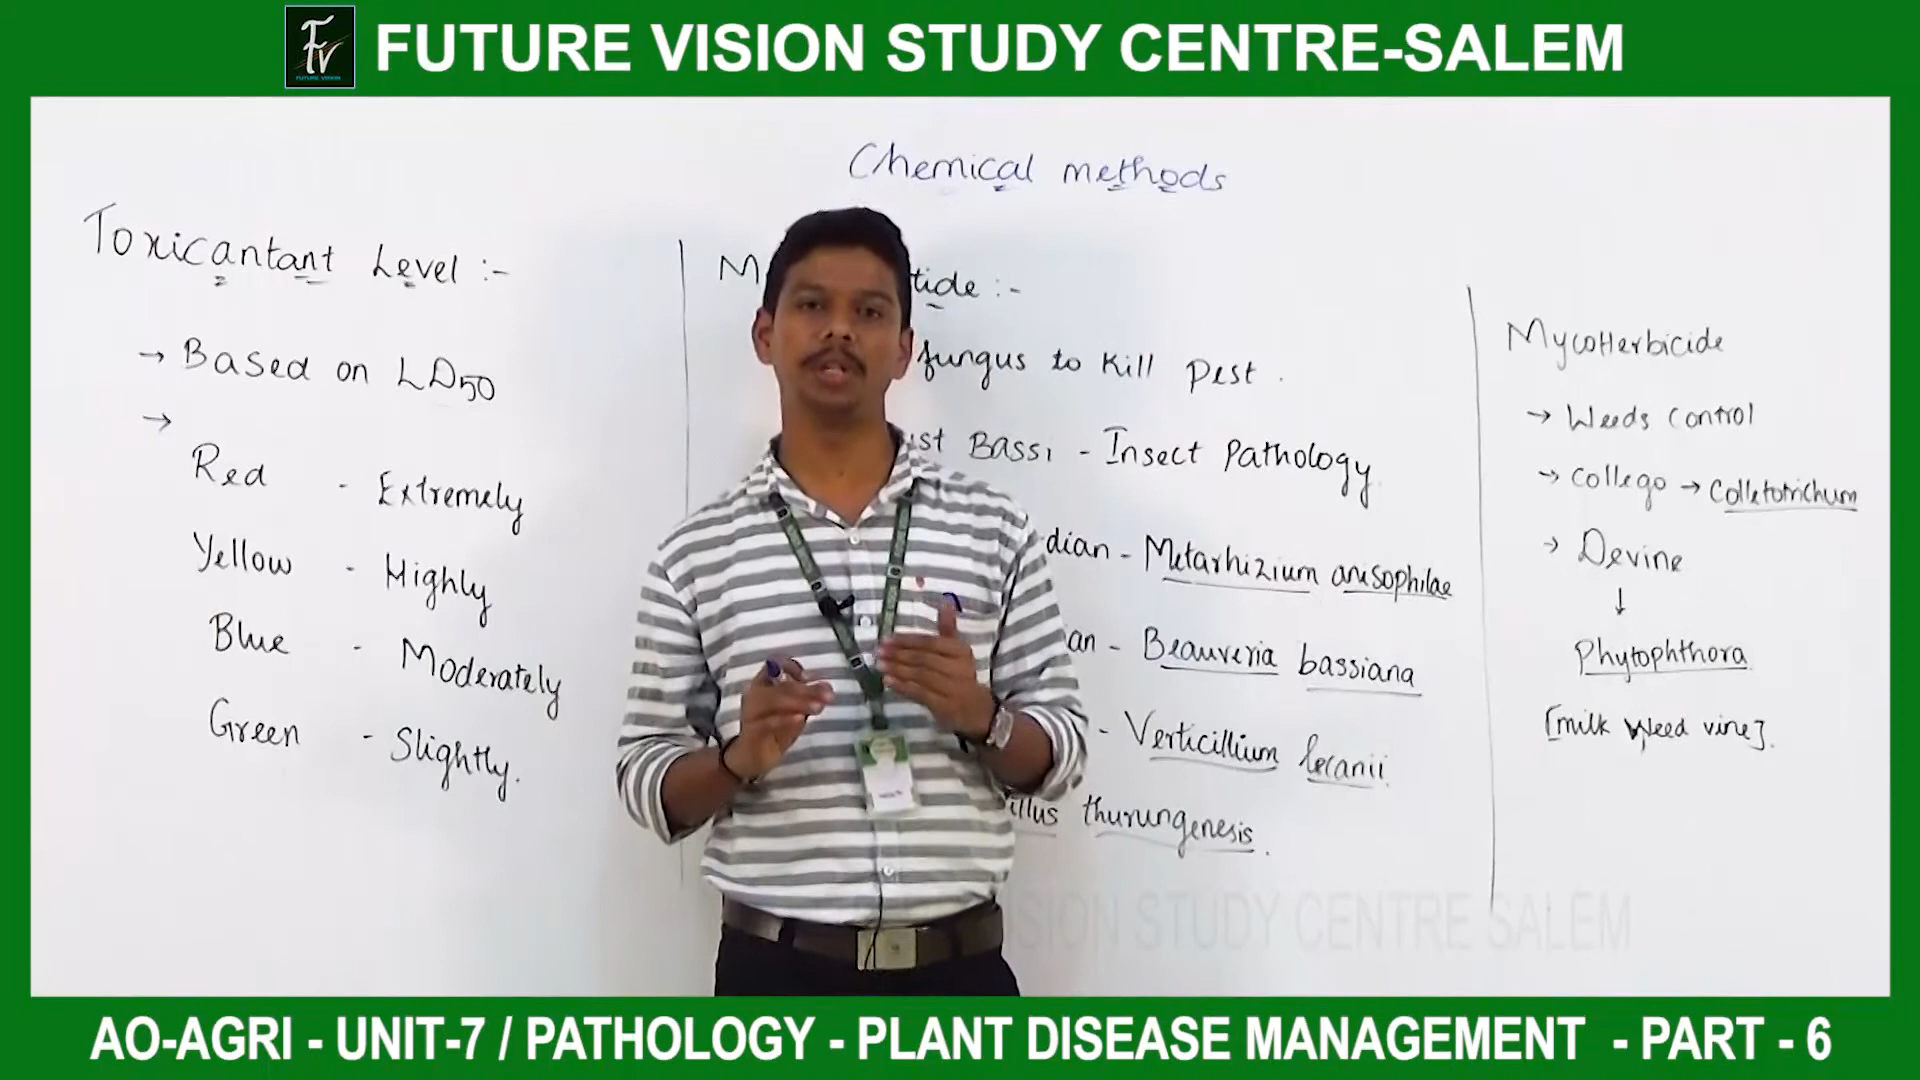 FV FUTURE VISION STUDY CENTRE-SALEM
FUTURE VISION
Chemical methods
Toxicantant Level :-
→ Based on LD50
→
Red - Extremely
Yellow - Highly
Blue - Moderately
Green - Slightly.
tide :-
fungus to Kill Pest.
Bassi - Insect Pathology
dian - Metarhizium anisophilae
an - Beauveria bassiana
- Verticillium lecanii
illus thurungenesis.
MycoHerbicide
→ Weeds control
→ Collego → Colletotrichum
→ Devine
↓
Phytophthora
[milk weed vine].
VISION STUDY CENTRE SALEM
AO-AGRI - UNIT-7 / PATHOLOGY - PLANT DISEASE MANAGEMENT - PART - 6